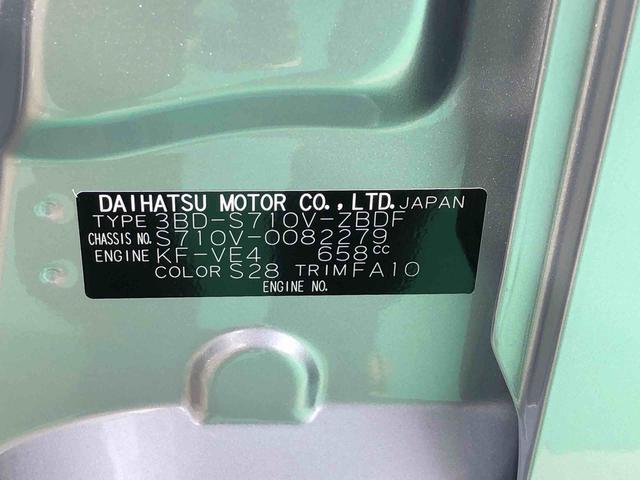 DAIHATSU MOTOR CO., LTD. JAPAN
TYPE 3BD-S710V-ZBDF
CHASSIS NO. S710V-0082279
ENGINE KF-VE4 658cc
COLOR S28 TRIM FA10
ENGINE NO.